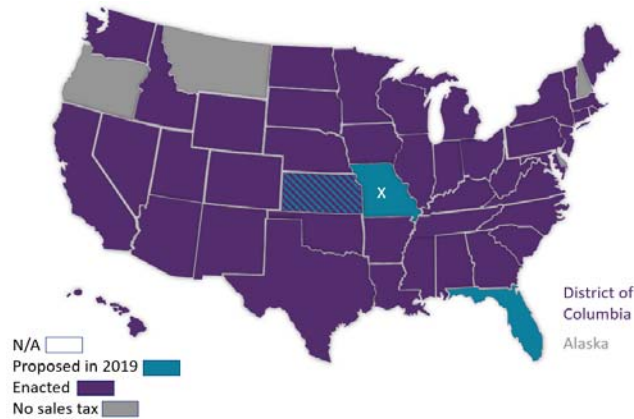 X
District of
Columbia
Alaska
N/A
Proposed in 2019
Enacted
No sales tax